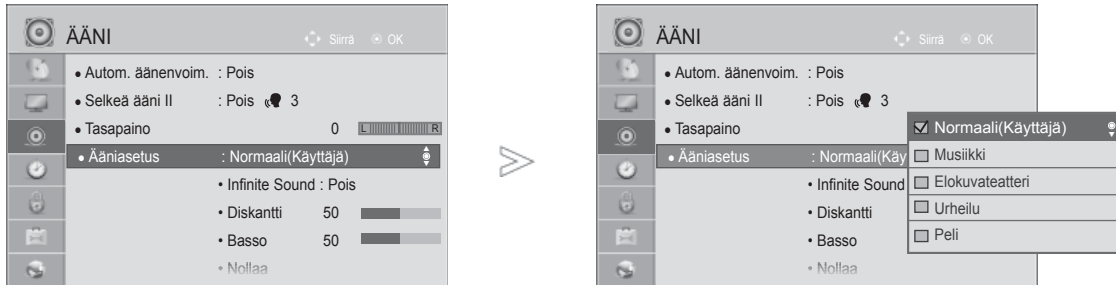 ÄÄNI Siirrä OK
• Autom. äänenvoim. : Pois
• Selkeä ääni II : Pois 3
• Tasapaino 0 L R
• Ääniasetus : Normaali(Käyttäjä)
• Infinite Sound : Pois
• Diskantti 50
• Basso 50
• Nollaa
ÄÄNI Siirrä OK
• Autom. äänenvoim. : Pois
• Selkeä ääni II : Pois 3
• Tasapaino
• Ääniasetus : Normaali(Käy
• Infinite Sound
• Diskantti
• Basso
• Nollaa
Normaali(Käyttäjä)
Musiikki
Elokuvateatteri
Urheilu
Peli